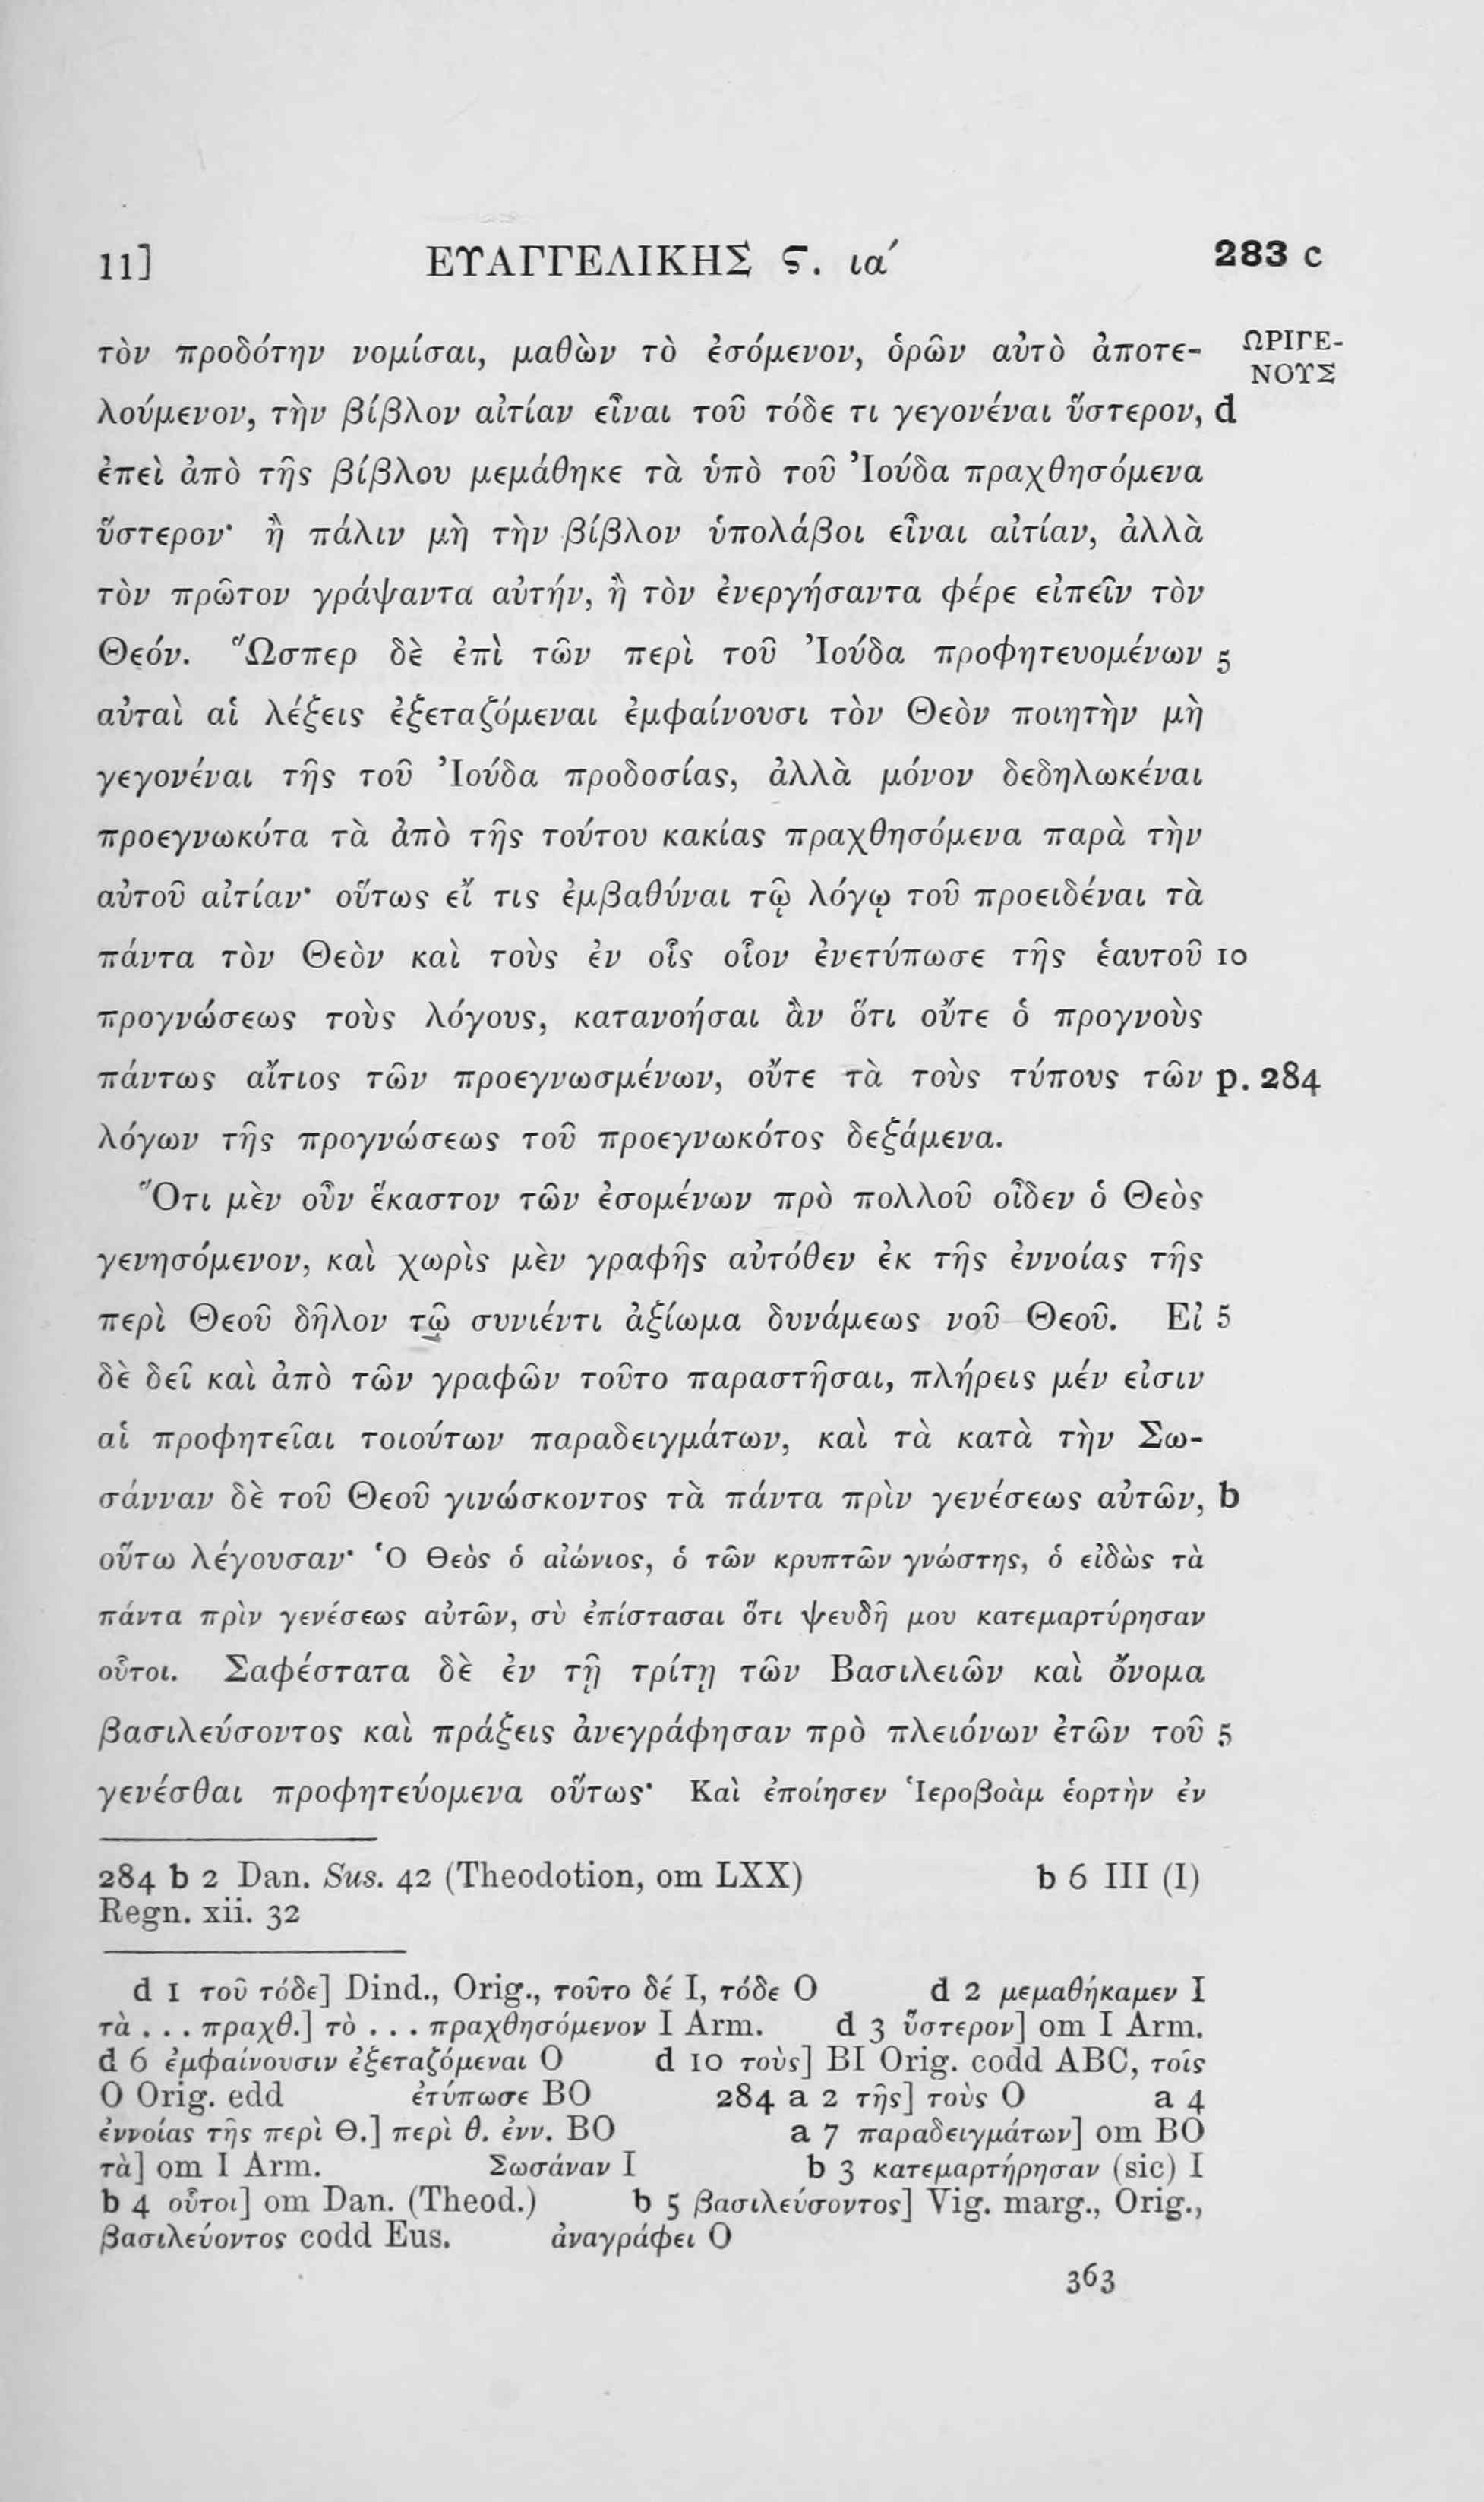 11] ΕΥΑΓΓΕΛΙΚΗΣ ϛ. ια´ 283 c
τὸν προδότην νομίσαι, μαθὼν τὸ ἐσόμενον, ὁρῶν αὐτὸ ἀποτε- ΩΡΙΓΕ-
ΝΟΥΣ
λούμενον, τὴν βίβλον αἰτίαν εἶναι τοῦ τόδε τι γεγονέναι ὕστερον, d
ἐπεὶ ἀπὸ τῆς βίβλου μεμάθηκε τὰ ὑπὸ τοῦ Ἰούδα πραχθησόμενα
ὕστερον· ἢ πάλιν μὴ τὴν βίβλον ὑπολάβοι εἶναι αἰτίαν, ἀλλὰ
τὸν πρῶτον γράψαντα αὐτήν, ἢ τὸν ἐνεργήσαντα φέρε εἰπεῖν τὸν
Θεόν. Ὥσπερ δὲ ἐπὶ τῶν περὶ τοῦ Ἰούδα προφητευομένων 5
αὐταὶ αἱ λέξεις ἐξεταζόμεναι ἐμφαίνουσι τὸν Θεὸν ποιητὴν μὴ
γεγονέναι τῆς τοῦ Ἰούδα προδοσίας, ἀλλὰ μόνον δεδηλωκέναι
προεγνωκότα τὰ ἀπὸ τῆς τούτου κακίας πραχθησόμενα παρὰ τὴν
αὐτοῦ αἰτίαν· οὕτως εἴ τις ἐμβαθύναι τῷ λόγῳ τοῦ προειδέναι τὰ
πάντα τὸν Θεὸν καὶ τοὺς ἐν οἷς οἷον ἐνετύπωσε τῆς ἑαυτοῦ 10
προγνώσεως τοὺς λόγους, κατανοήσαι ἂν ὅτι οὔτε ὁ προγνοὺς
πάντως αἴτιος τῶν προεγνωσμένων, οὔτε τὰ τοὺς τύπους τῶν p. 284
λόγων τῆς προγνώσεως τοῦ προεγνωκότος δεξάμενα.
Ὅτι μὲν οὖν ἕκαστον τῶν ἐσομένων πρὸ πολλοῦ οἶδεν ὁ Θεὸς
γενησόμενον, καὶ χωρὶς μὲν γραφῆς αὐτόθεν ἐκ τῆς ἐννοίας τῆς
περὶ Θεοῦ δῆλον τῷ συνιέντι ἀξίωμα δυνάμεως νοῦ Θεοῦ. Εἰ 5
δὲ δεῖ καὶ ἀπὸ τῶν γραφῶν τοῦτο παραστῆσαι, πλήρεις μέν εἰσιν
αἱ προφητεῖαι τοιούτων παραδειγμάτων, καὶ τὰ κατὰ τὴν Σω-
σάνναν δὲ τοῦ Θεοῦ γινώσκοντος τὰ πάντα πρὶν γενέσεως αὐτῶν, b
οὕτω λέγουσαν· Ὁ Θεὸς ὁ αἰώνιος, ὁ τῶν κρυπτῶν γνώστης, ὁ εἰδὼς τὰ
πάντα πρὶν γενέσεως αὐτῶν, σὺ ἐπίστασαι ὅτι ψευδῆ μου κατεμαρτύρησαν
οὗτοι. Σαφέστατα δὲ ἐν τῇ τρίτῃ τῶν Βασιλειῶν καὶ ὄνομα
βασιλεύσοντος καὶ πράξεις ἀνεγράφησαν πρὸ πλειόνων ἐτῶν τοῦ 5
γενέσθαι προφητεύομενα οὕτως· Καὶ ἐποίησεν Ἱεροβοὰμ ἑορτὴν ἐν
284 b 2 Dan. Sus. 42 (Theodotion, om LXX) b 6 III (I)
Regn. xii. 32
d 1 τοῦ τόδε] Dind., Orig., τοῦτο δέ I, τόδε O d 2 μεμαθήκαμεν I
τὰ . . . πραχθ.] τὸ . . . πραχθησόμενον I Arm. d 3 ὕστερον] om I Arm.
d 6 ἐμφαίνουσιν ἐξεταζόμεναι O d 10 τοὺς] BI Orig. codd ABC, τοῖς
O Orig. edd ἐτύπωσε BO 284 a 2 τῆς] τοὺς O a 4
ἐννοίας τῆς περὶ Θ.] περὶ θ. ἐνν. BO a 7 παραδειγμάτων] om BO
τὰ] om I Arm. Σωσάναν I b 3 κατεμαρτήρησαν (sic) I
b 4 οὗτοι] om Dan. (Theod.) b 5 βασιλεύσοντος] Vig. marg., Orig.,
βασιλεύοντος codd Eus. ἀναγράφει O
363